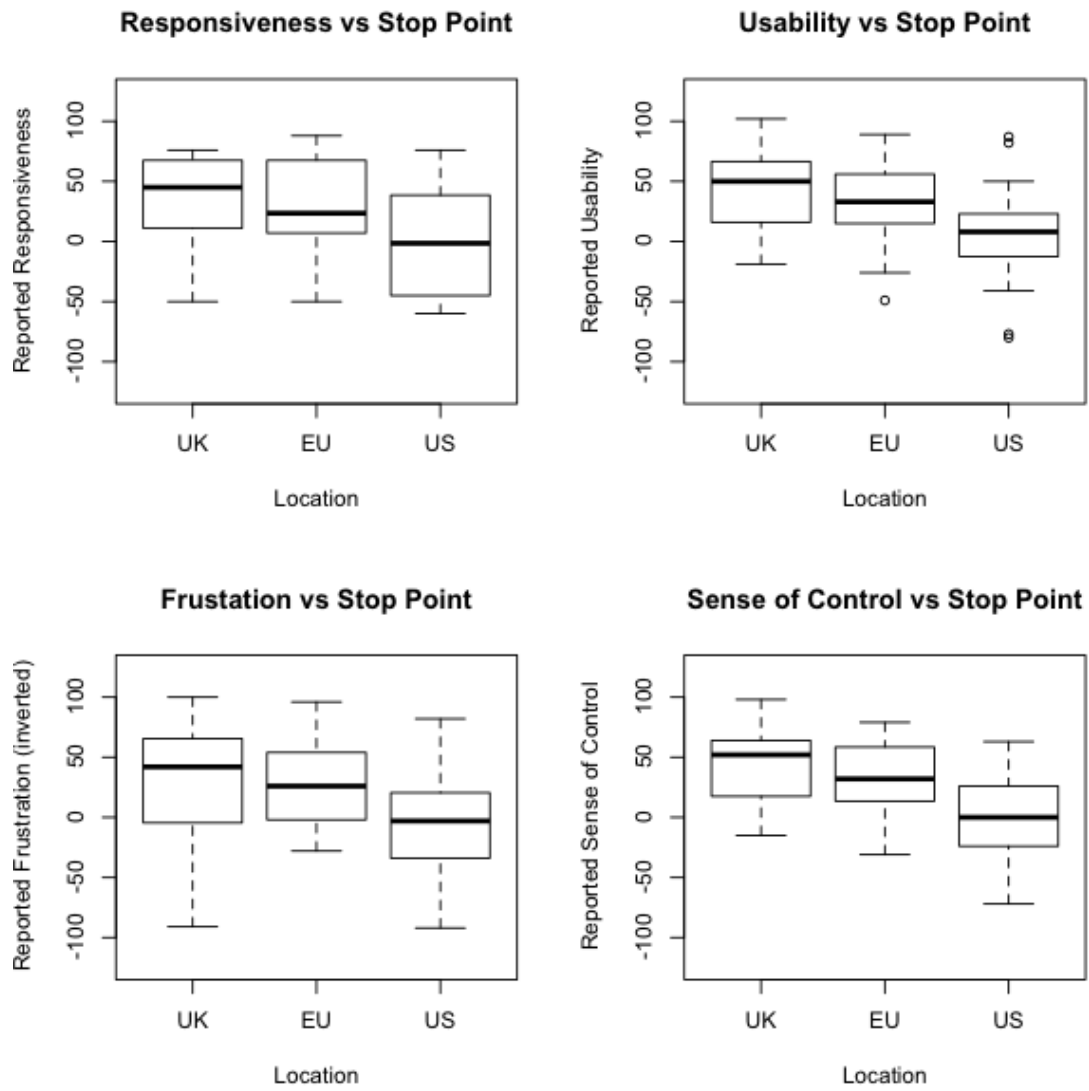 Responsiveness vs Stop Point
Reported Responsiveness
100
50
0
-50
-100
UK EU US
Location
Usability vs Stop Point
Reported Usability
100
50
0
-50
-100
UK EU US
Location
Frustation vs Stop Point
Reported Frustration (inverted)
100
50
0
-50
-100
UK EU US
Location
Sense of Control vs Stop Point
Reported Sense of Control
100
50
0
-50
-100
UK EU US
Location